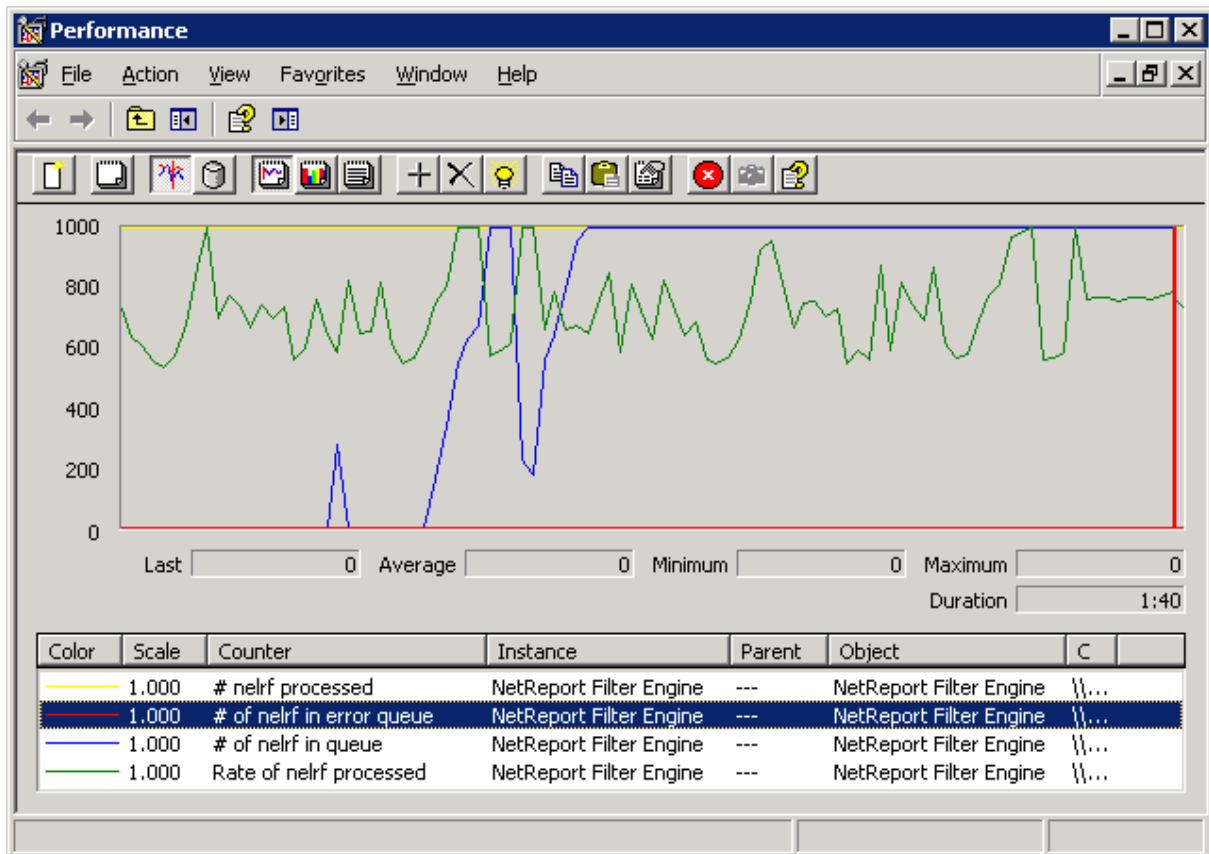 Performance
File Action View Favorites Window Help
1000
800
600
400
200
0
Last 0 Average 0 Minimum 0 Maximum 0
Duration 1:40
Color Scale Counter Instance Parent Object C
1.000 # nelrf processed NetReport Filter Engine --- NetReport Filter Engine \\...
1.000 # of nelrf in error queue NetReport Filter Engine --- NetReport Filter Engine \\...
1.000 # of nelrf in queue NetReport Filter Engine --- NetReport Filter Engine \\...
1.000 Rate of nelrf processed NetReport Filter Engine --- NetReport Filter Engine \\...